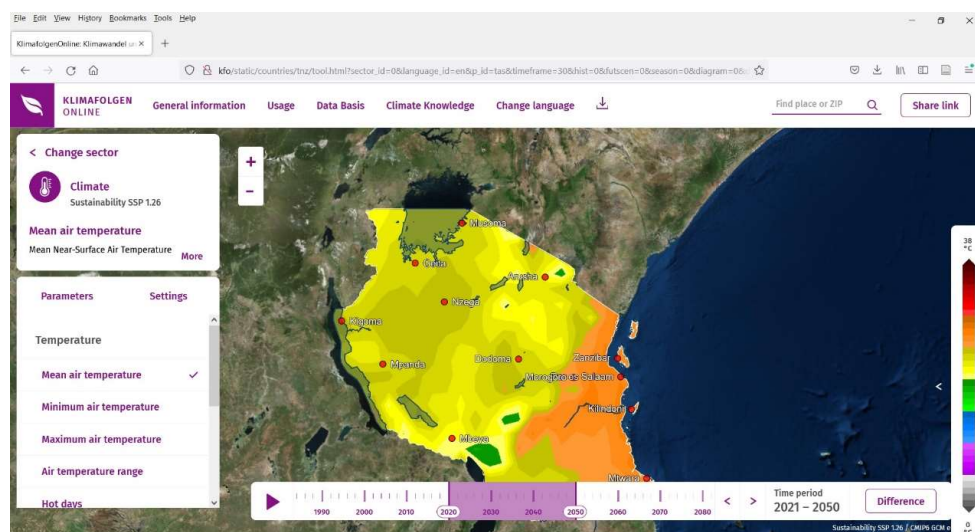 File Edit View History Bookmarks Tools Help
KlimafolgenOnline: Klimawandel
kfo/static/countries/tnz/tool.html?sector_id=0&language_id=en&p_id=tas&timeframe=30&hist=0&futscen=0&season=0&diagram=0&
KLIMAFOLGEN
ONLINE
General information Usage Data Basis Climate Knowledge Change language
Find place or ZIP
Share link
< Change sector
Climate
Sustainability SSP 1.26
Mean air temperature
Mean Near-Surface Air Temperature
More
Parameters Settings
Temperature
Mean air temperature
Minimum air temperature
Maximum air temperature
Air temperature range
Hot days
+
-
Musoma
Geita
Arusha
Nzega
Kigoma
Mpanda
Dodoma
Zanzibar
Morogoro
es Salaam
Kilindoni
Mbeya
Mtwara
38
°C
0
1990 2000 2010 2020 2030 2040 2050 2060 2070 2080
< >
Time period
2021 – 2050
Difference
Sustainability SSP 1.26 / CMIP6 GCM e